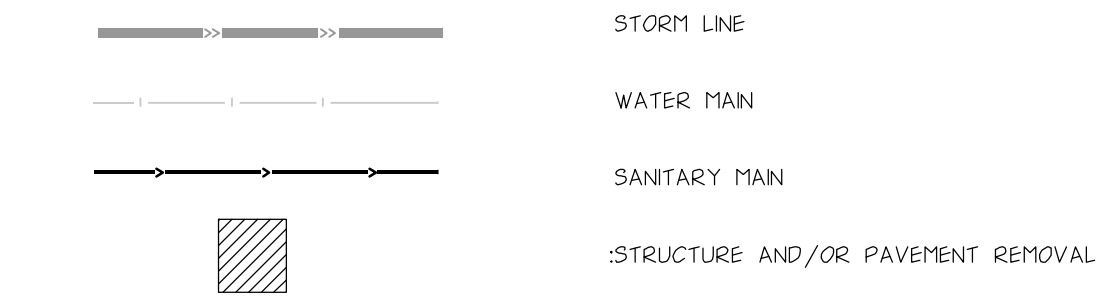 STORM LINE
WATER MAIN
SANITARY MAIN
:STRUCTURE AND/OR PAVEMENT REMOVAL